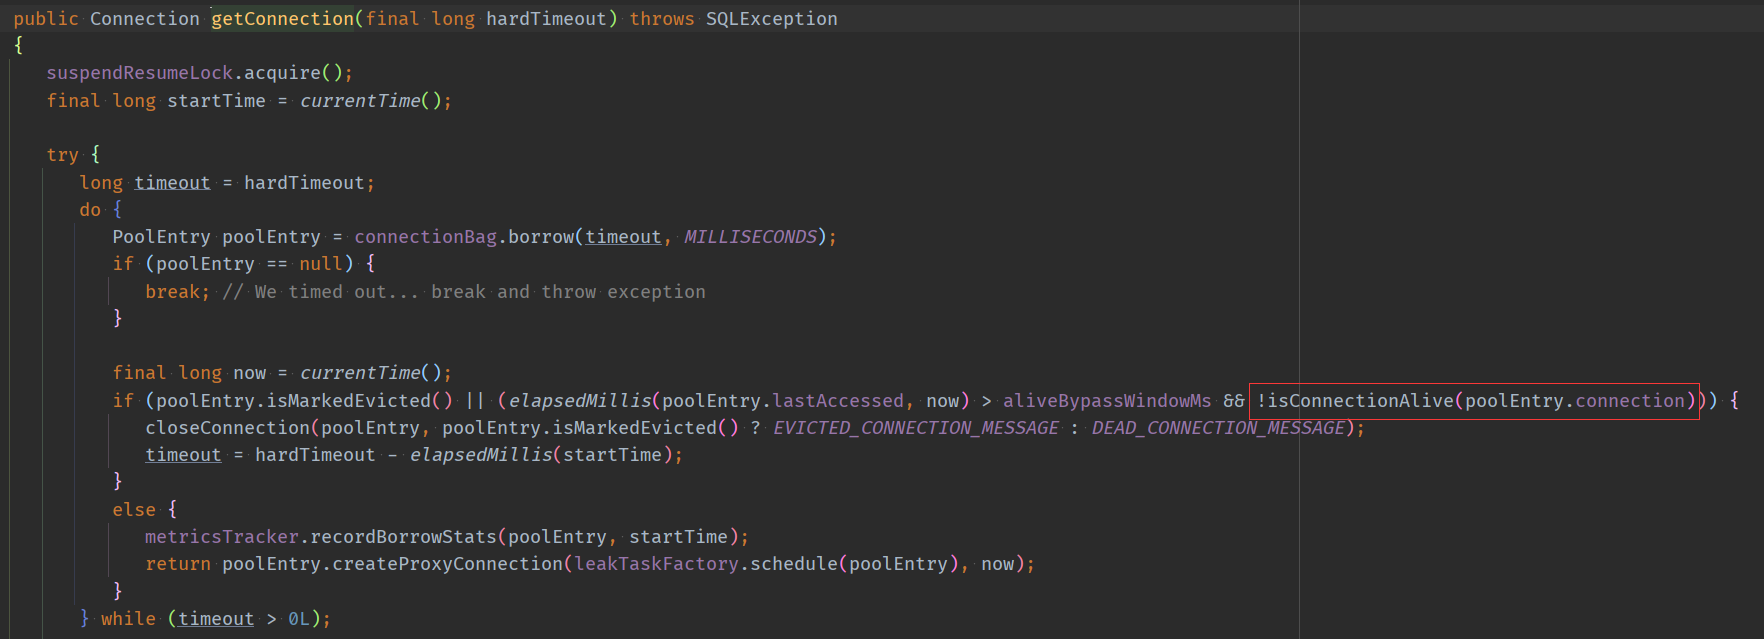 public Connection getConnection(final long hardTimeout) throws SQLException
{
suspendResumeLock.acquire();
final long startTime = currentTime();
try {
long timeout = hardTimeout;
do {
PoolEntry poolEntry = connectionBag.borrow(timeout, MILLISECONDS);
if (poolEntry == null) {
break; // We timed out... break and throw exception
}
final long now = currentTime();
if (poolEntry.isMarkedEvicted() || (elapsedMillis(poolEntry.lastAccessed, now) > aliveBypassWindowMs && !isConnectionAlive(poolEntry.connection))) {
closeConnection(poolEntry, poolEntry.isMarkedEvicted() ? EVICTED_CONNECTION_MESSAGE : DEAD_CONNECTION_MESSAGE);
timeout = hardTimeout - elapsedMillis(startTime);
}
else {
metricsTracker.recordBorrowStats(poolEntry, startTime);
return poolEntry.createProxyConnection(leakTaskFactory.schedule(poolEntry), now);
}
} while (timeout > 0L);